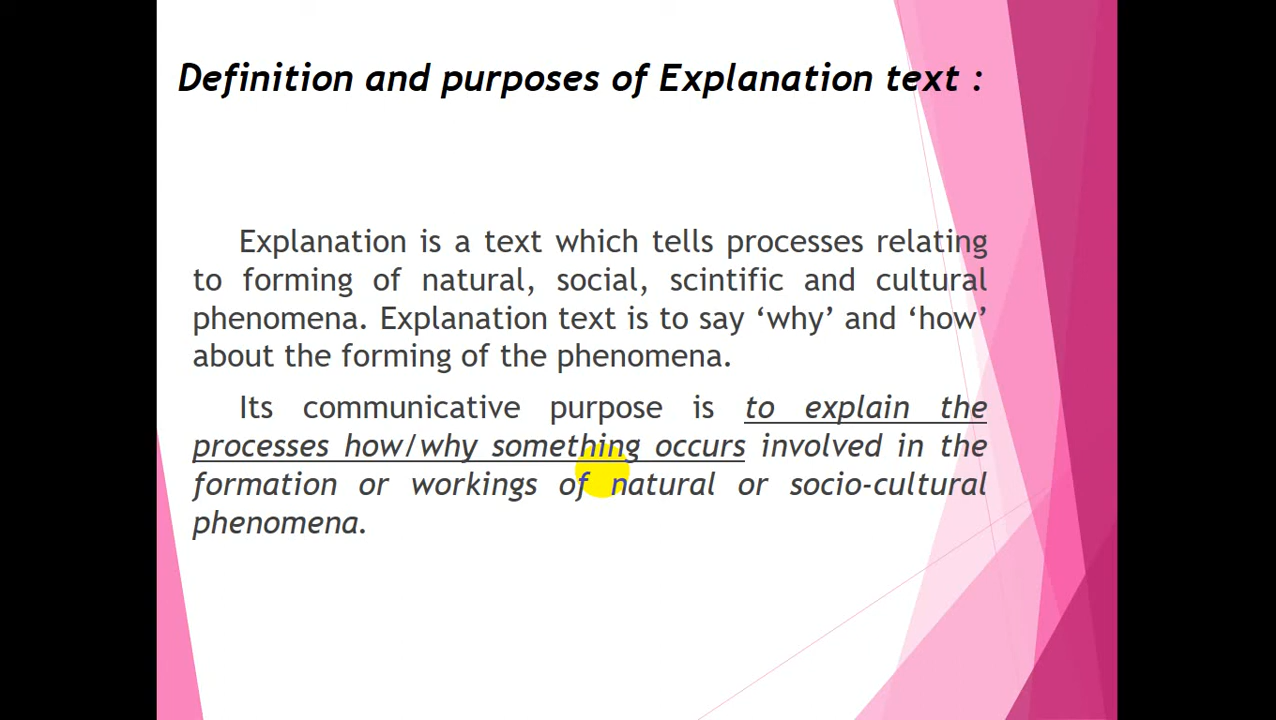 Definition and purposes of Explanation text :
Explanation is a text which tells processes relating
to forming of natural, social, scintific and cultural
phenomena. Explanation text is to say ‘why’ and ‘how’
about the forming of the phenomena.
Its communicative purpose is to explain the
processes how/why something occurs involved in the
formation or workings of natural or socio-cultural
phenomena.